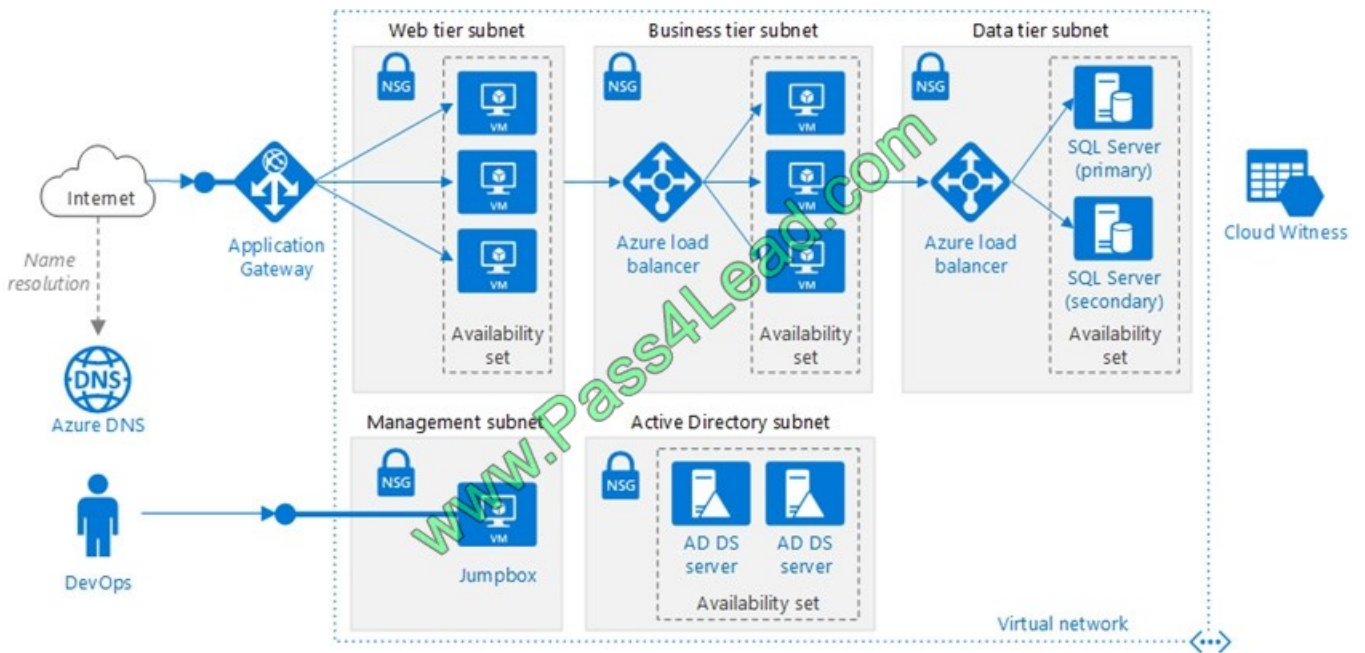 Web tier subnet
Business tier subnet
Data tier subnet
NSG
NSG
NSG
VM
VM
VM
VM
VM
VM
SQL Server
(primary)
SQL Server
(secondary)
Availability
set
Availability
set
Availability
set
Internet
Application
Gateway
Azure load
balancer
Azure load
balancer
Cloud Witness
Name
resolution
DNS
Azure DNS
Management subnet
Active Directory subnet
NSG
NSG
VM
Jumpbox
AD DS
server
AD DS
server
Availability set
DevOps
Virtual network
www.Pass4Lead.com